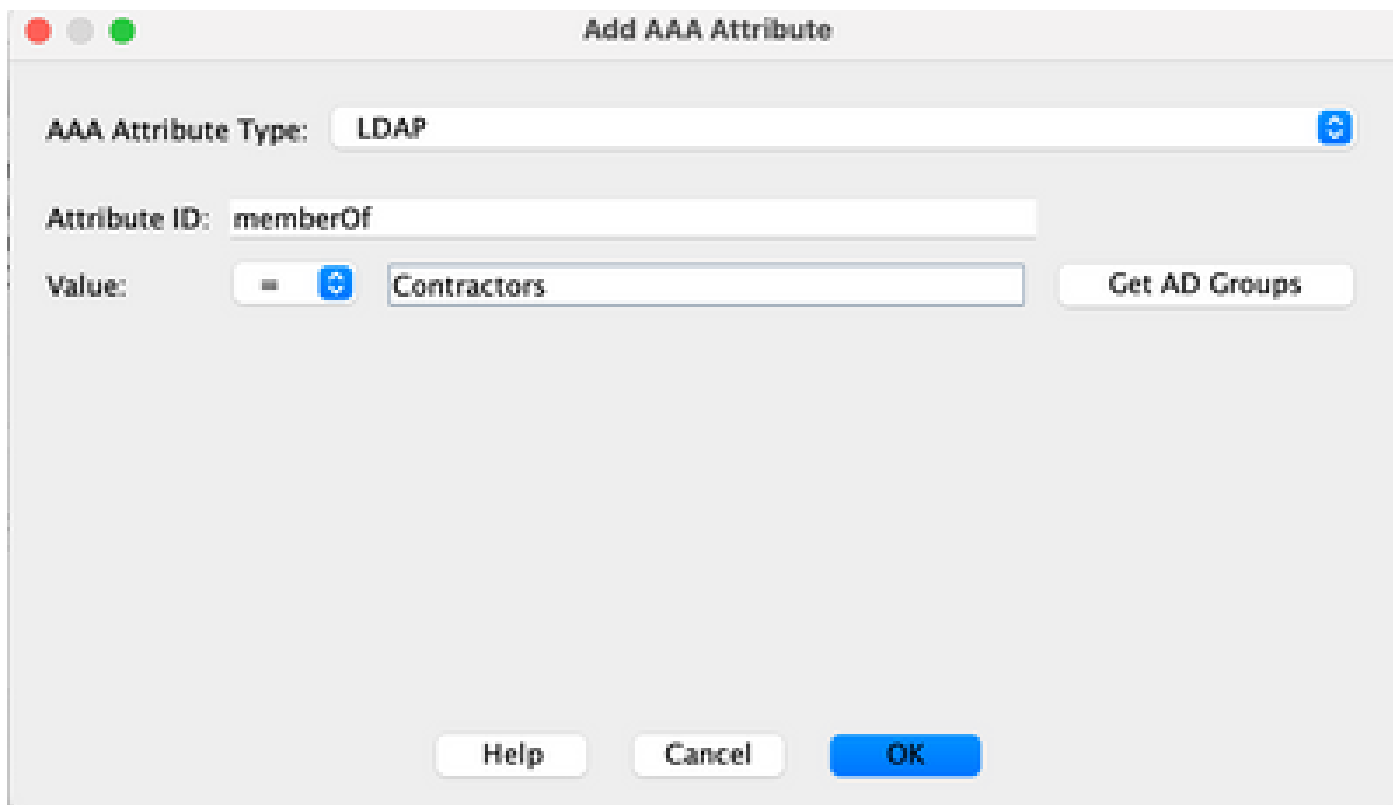 Add AAA Attribute
AAA Attribute Type: LDAP
Attribute ID: memberOf
Value: = Contractors Get AD Groups
Help Cancel OK